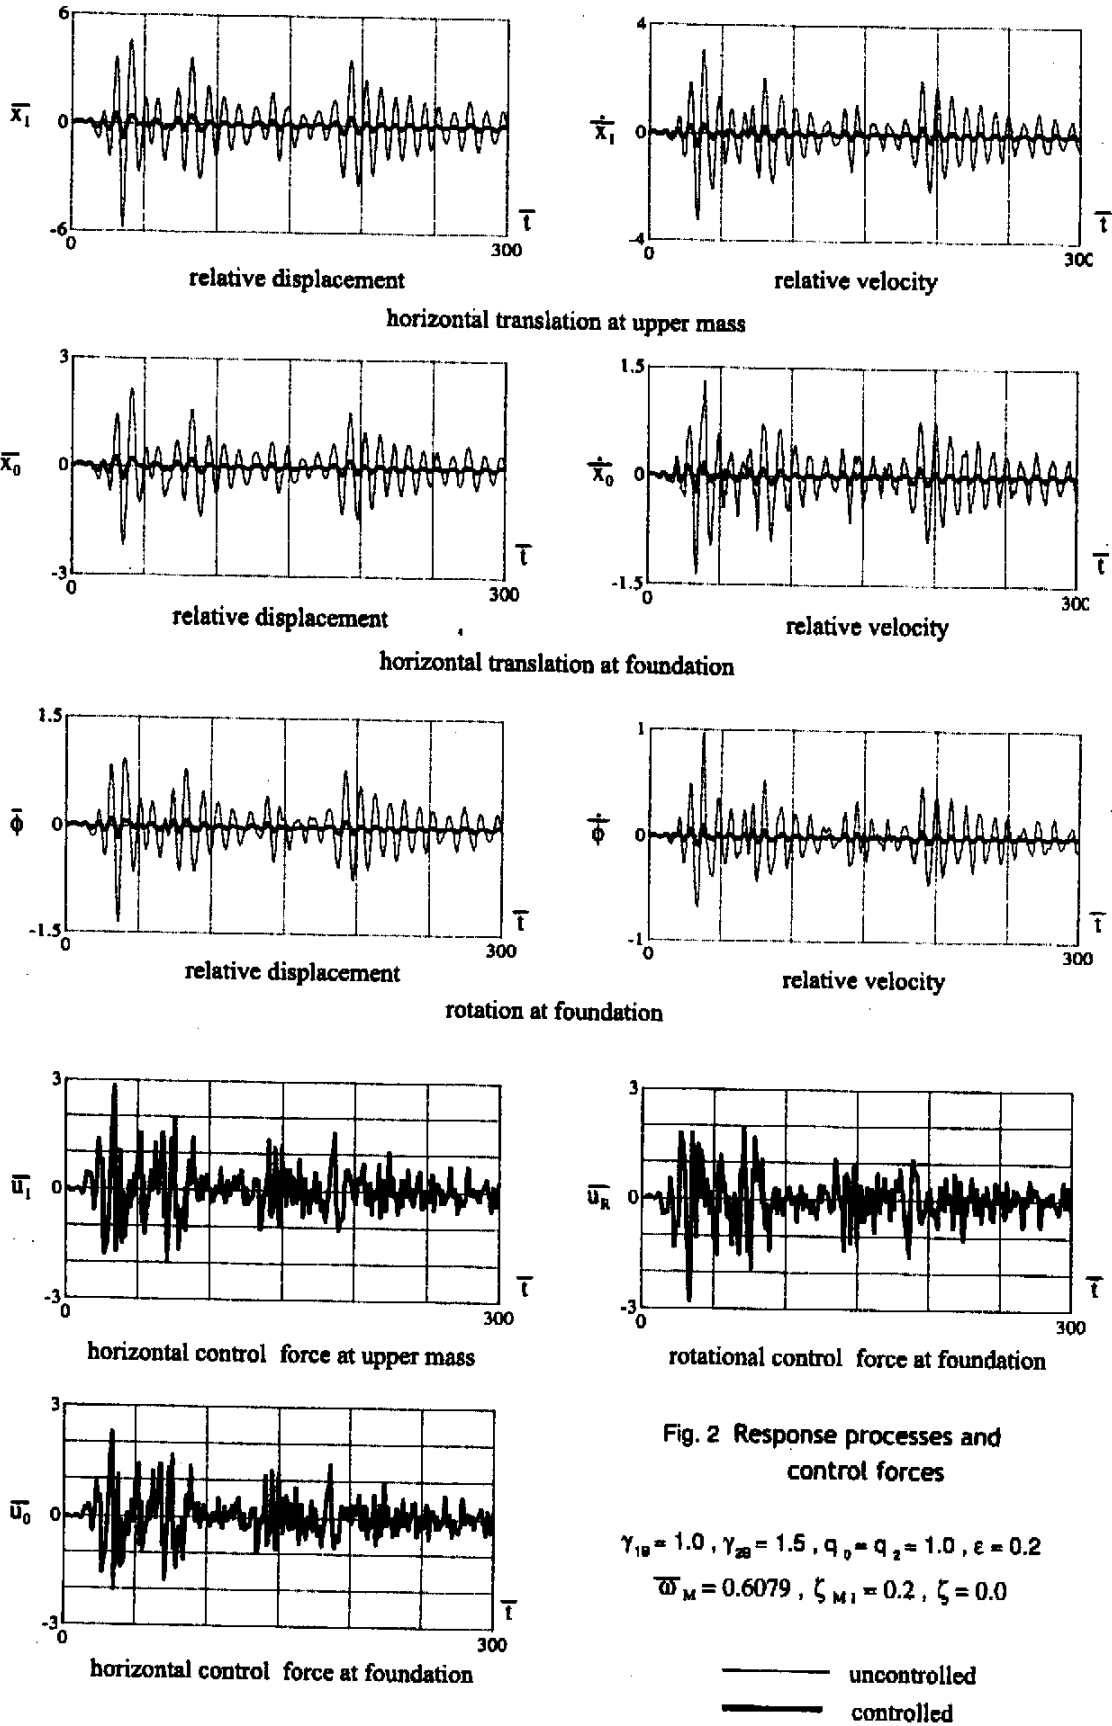 6
x̄₁
0
-6
0
300
t̄
relative displacement
4
ẋ̄₁
0
-4
0
300
t̄
relative velocity
horizontal translation at upper mass
3
x̄₀
0
-3
0
300
t̄
relative displacement
1.5
ẋ̄₀
0
-1.5
0
300
t̄
relative velocity
horizontal translation at foundation
1.5
ϕ̄
0
-1.5
0
300
t̄
relative displacement
1
ϕ̄̇
0
-1
0
300
t̄
relative velocity
rotation at foundation
3
ū₁
0
-3
0
300
t̄
horizontal control force at upper mass
3
ū_R
0
-3
0
300
t̄
rotational control force at foundation
3
ū₀
0
-3
0
300
t̄
horizontal control force at foundation
Fig. 2 Response processes and
control forces
γ₁₈ = 1.0 , γ₂₈ = 1.5 , q₀ = q₂ = 1.0 , ε = 0.2
ω̄_M = 0.6079 , ζ_M1 = 0.2 , ζ = 0.0
uncontrolled
controlled